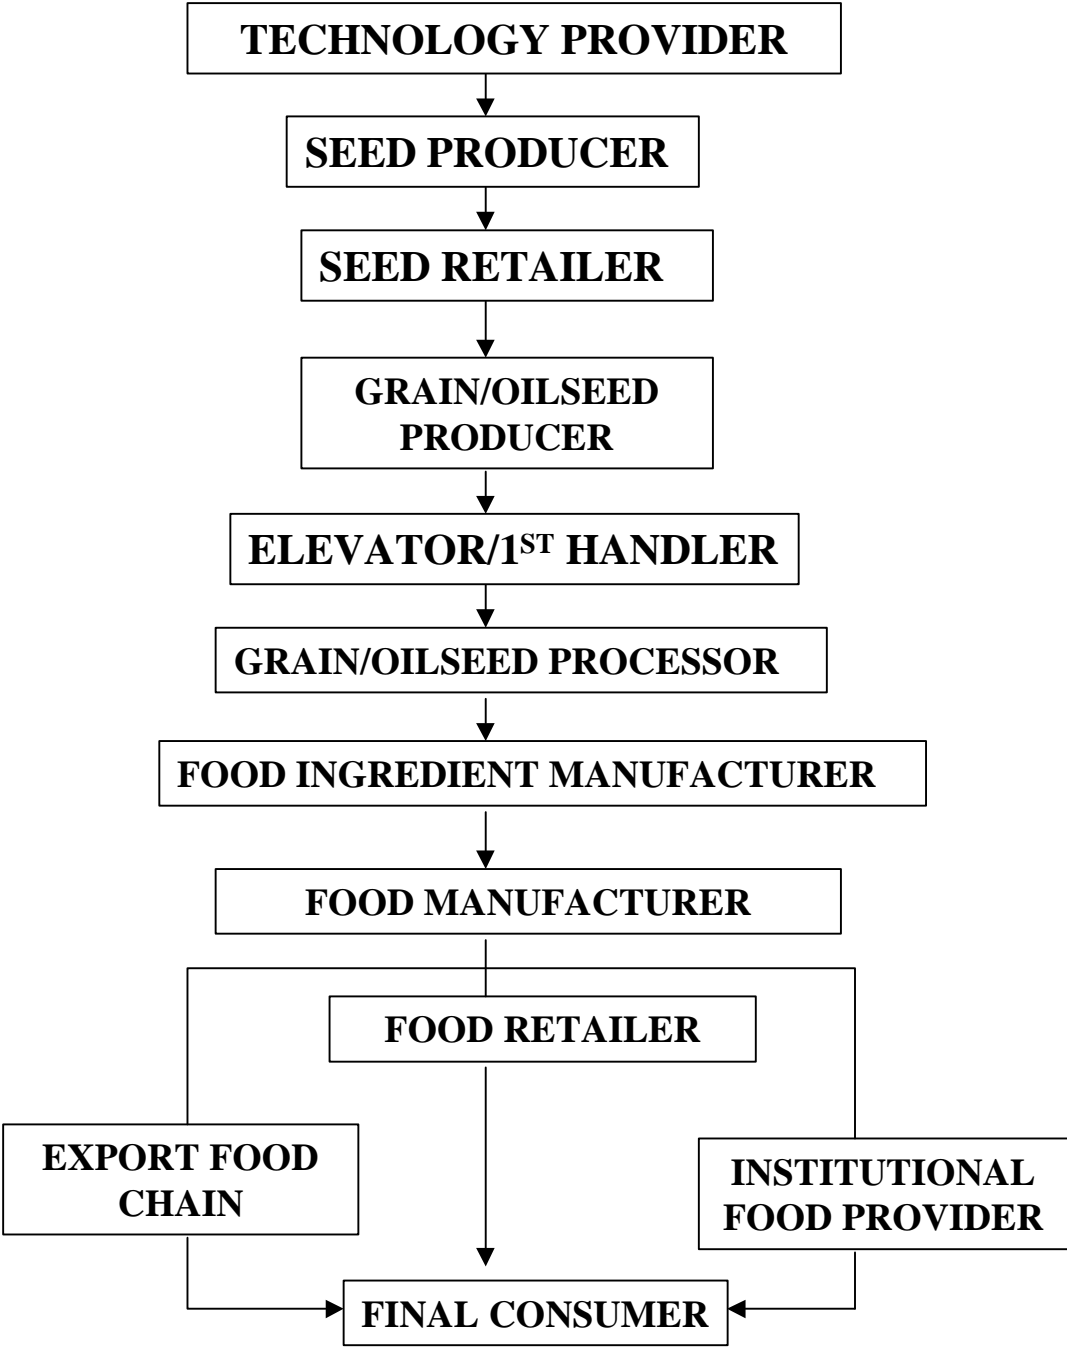 TECHNOLOGY PROVIDER
SEED PRODUCER
SEED RETAILER
GRAIN/OILSEED
PRODUCER
ELEVATOR/1ST HANDLER
GRAIN/OILSEED PROCESSOR
FOOD INGREDIENT MANUFACTURER
FOOD MANUFACTURER
FOOD RETAILER
EXPORT FOOD
CHAIN
INSTITUTIONAL
FOOD PROVIDER
FINAL CONSUMER